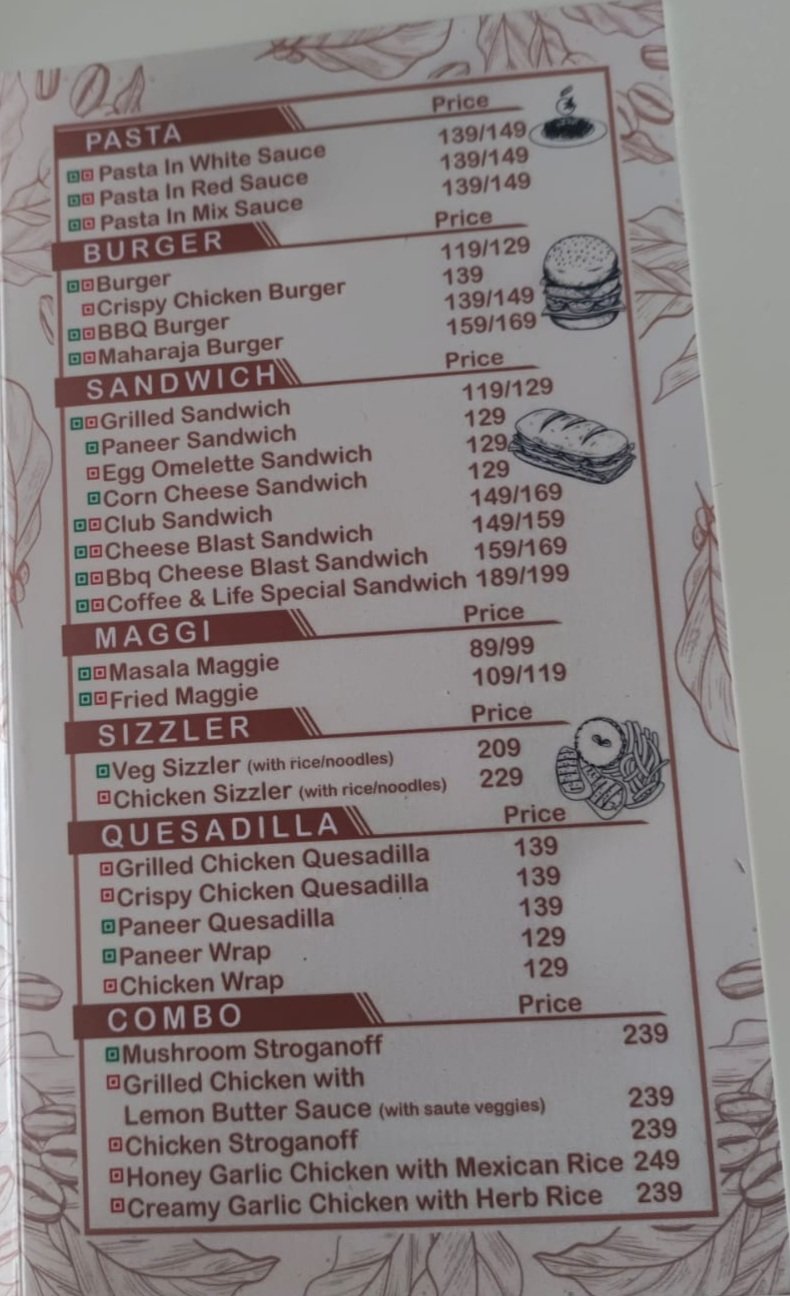 PASTA Price
Pasta In White Sauce 139/149
Pasta In Red Sauce 139/149
Pasta In Mix Sauce 139/149
BURGER Price
Burger 119/129
Crispy Chicken Burger 139
BBQ Burger 139/149
Maharaja Burger 159/169
SANDWICH Price
Grilled Sandwich 119/129
Paneer Sandwich 129
Egg Omelette Sandwich 129
Corn Cheese Sandwich 129
Club Sandwich 149/169
Cheese Blast Sandwich 149/159
Bbq Cheese Blast Sandwich 159/169
Coffee & Life Special Sandwich 189/199
MAGGI Price
Masala Maggie 89/99
Fried Maggie 109/119
SIZZLER Price
Veg Sizzler (with rice/noodles) 209
Chicken Sizzler (with rice/noodles) 229
QUESADILLA Price
Grilled Chicken Quesadilla 139
Crispy Chicken Quesadilla 139
Paneer Quesadilla 139
Paneer Wrap 129
Chicken Wrap 129
COMBO Price
Mushroom Stroganoff 239
Grilled Chicken with
Lemon Butter Sauce (with saute veggies) 239
Chicken Stroganoff 239
Honey Garlic Chicken with Mexican Rice 249
Creamy Garlic Chicken with Herb Rice 239